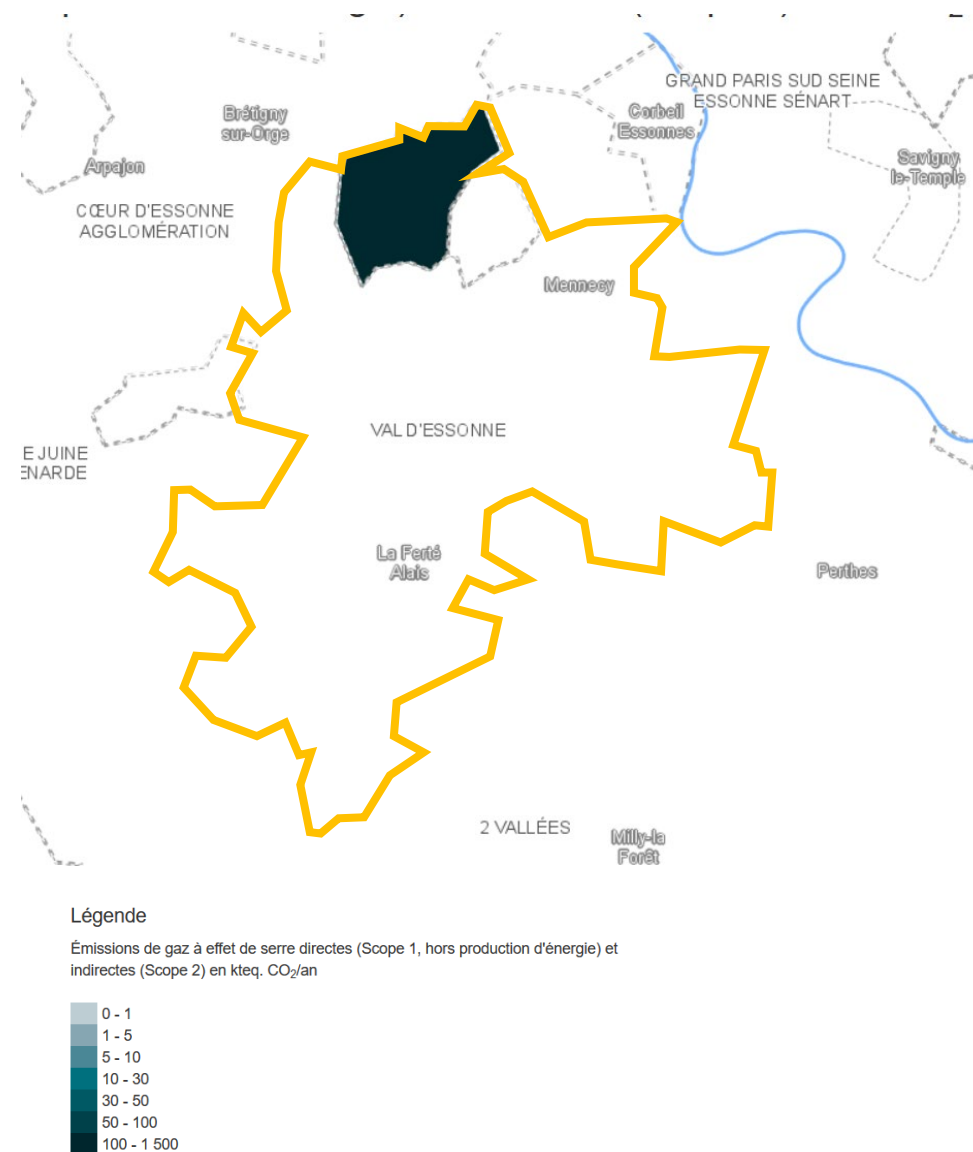 GRAND PARIS SUD SEINE
ESSONNE SÉNART
Brétigny
sur-Orge
Corbeil
Essonnes
Arpajon
Savigny
le-Temple
CŒUR D'ESSONNE
AGGLOMÉRATION
Mennecy
VAL D'ESSONNE
E JUINE
ENARDE
La Ferté
Alais
Perthes
2 VALLÉES
Milly-la
Forêt
Légende
Émissions de gaz à effet de serre directes (Scope 1, hors production d'énergie) et
indirectes (Scope 2) en kteq. CO₂/an
0 - 1
1 - 5
5 - 10
10 - 30
30 - 50
50 - 100
100 - 1 500